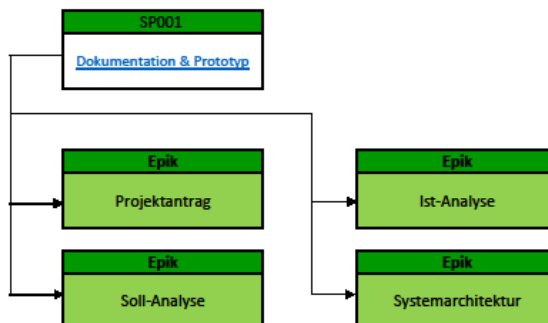 SP001
Dokumentation & Prototyp
Epik
Projektantrag
Epik
Ist-Analyse
Epik
Soll-Analyse
Epik
Systemarchitektur